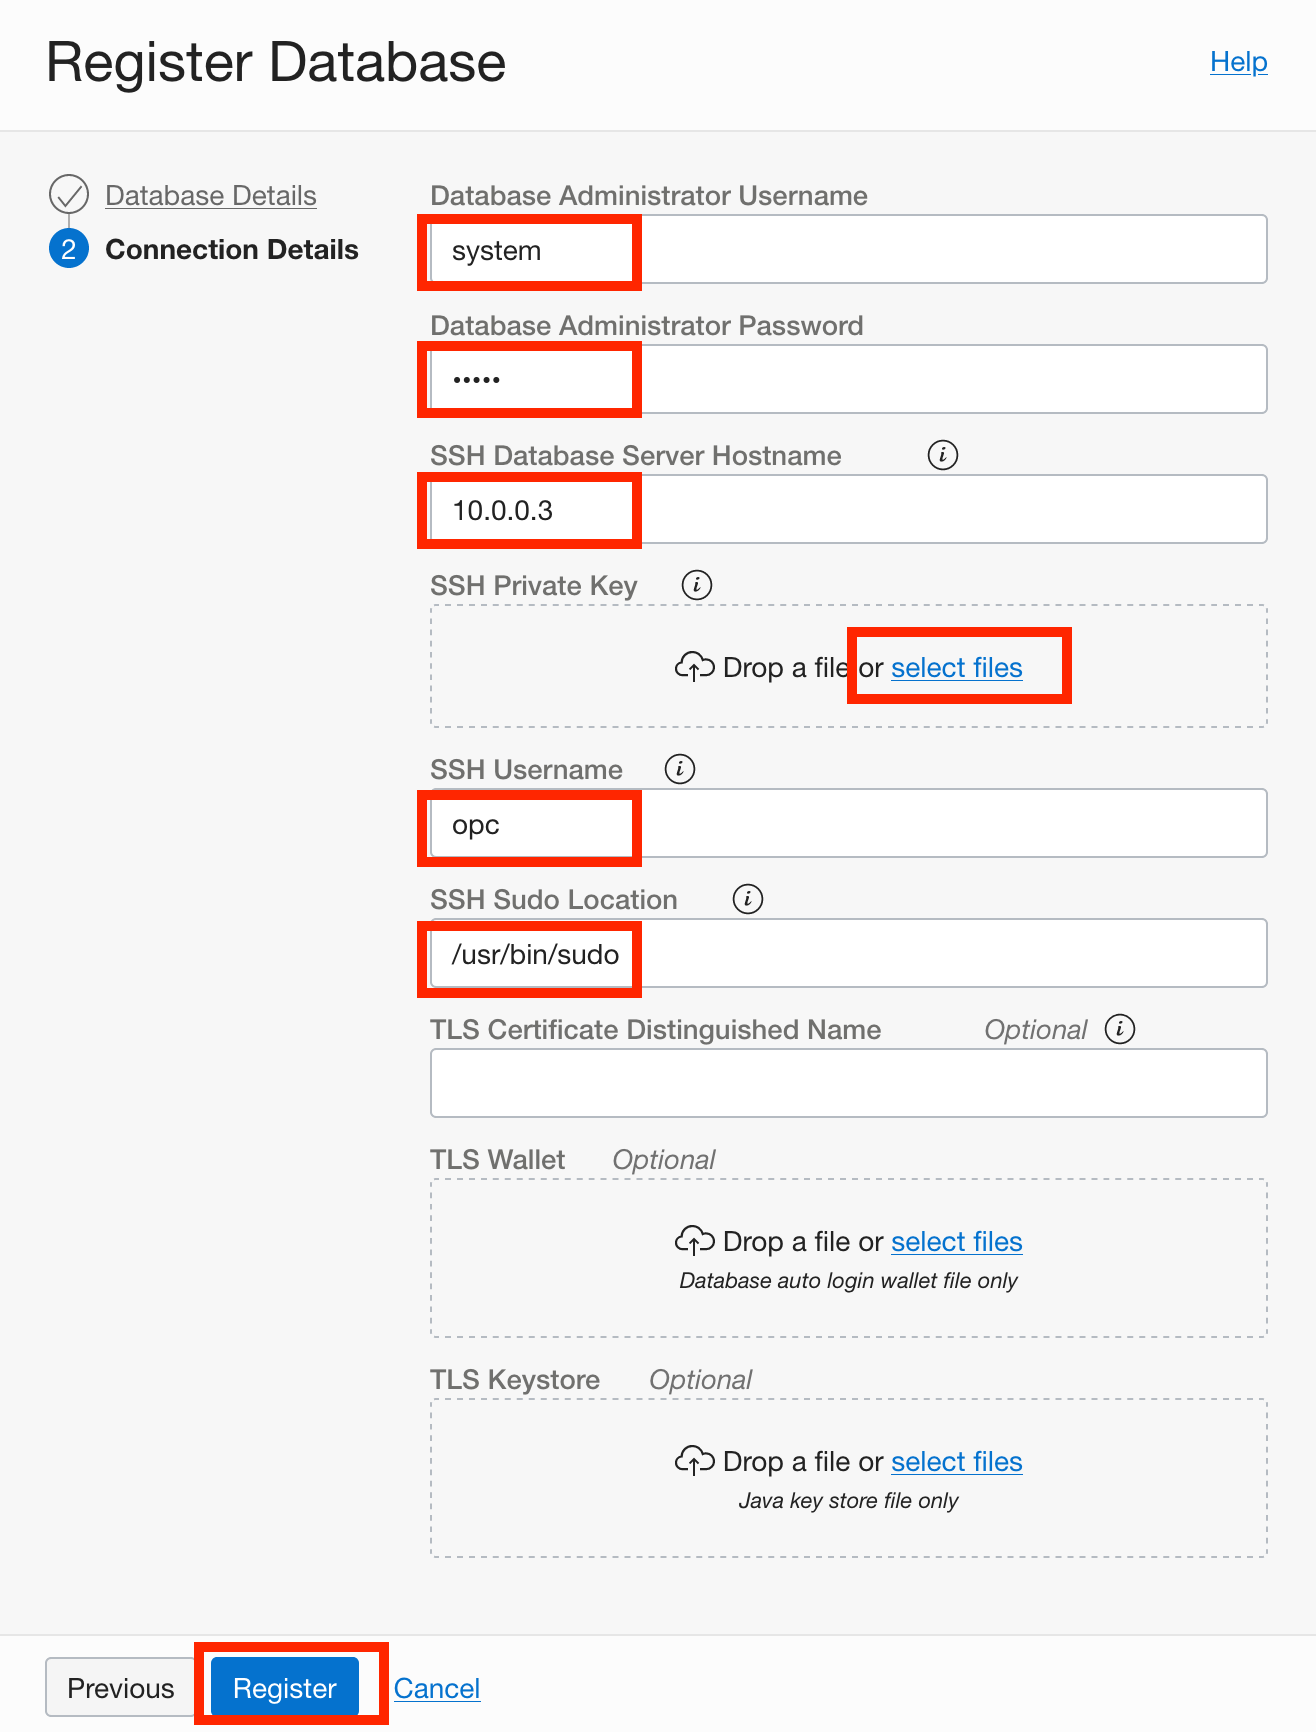 Register Database
Help
Database Details
2 Connection Details
Database Administrator Username
system
Database Administrator Password
•••••
SSH Database Server Hostname i
10.0.0.3
SSH Private Key i
Drop a file or select files
SSH Username i
opc
SSH Sudo Location i
/usr/bin/sudo
TLS Certificate Distinguished Name Optional i
TLS Wallet Optional
Drop a file or select files
Database auto login wallet file only
TLS Keystore Optional
Drop a file or select files
Java key store file only
Previous Register Cancel